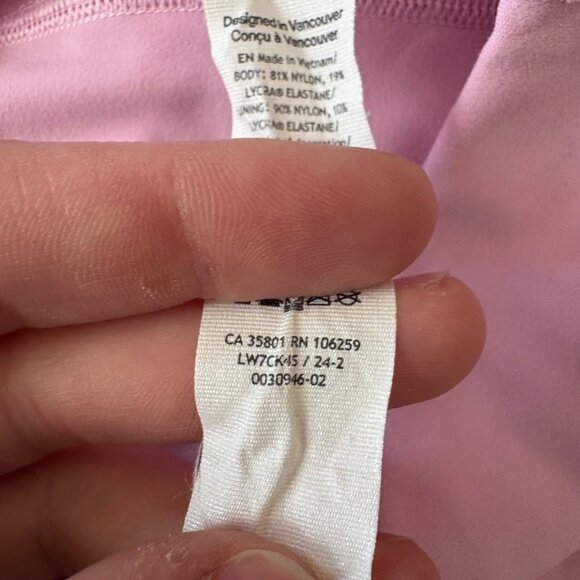 Designed in Vancouver
Conçu à Vancouver
EN Made in Vietnam/
BODY: 81% NYLON, 19%
LYCRA® ELASTANE/
LINING: 90% NYLON, 10%
LYCRA® ELASTANE/
CA 35801 RN 106259
LW7CK4S / 24-2
0030946-02